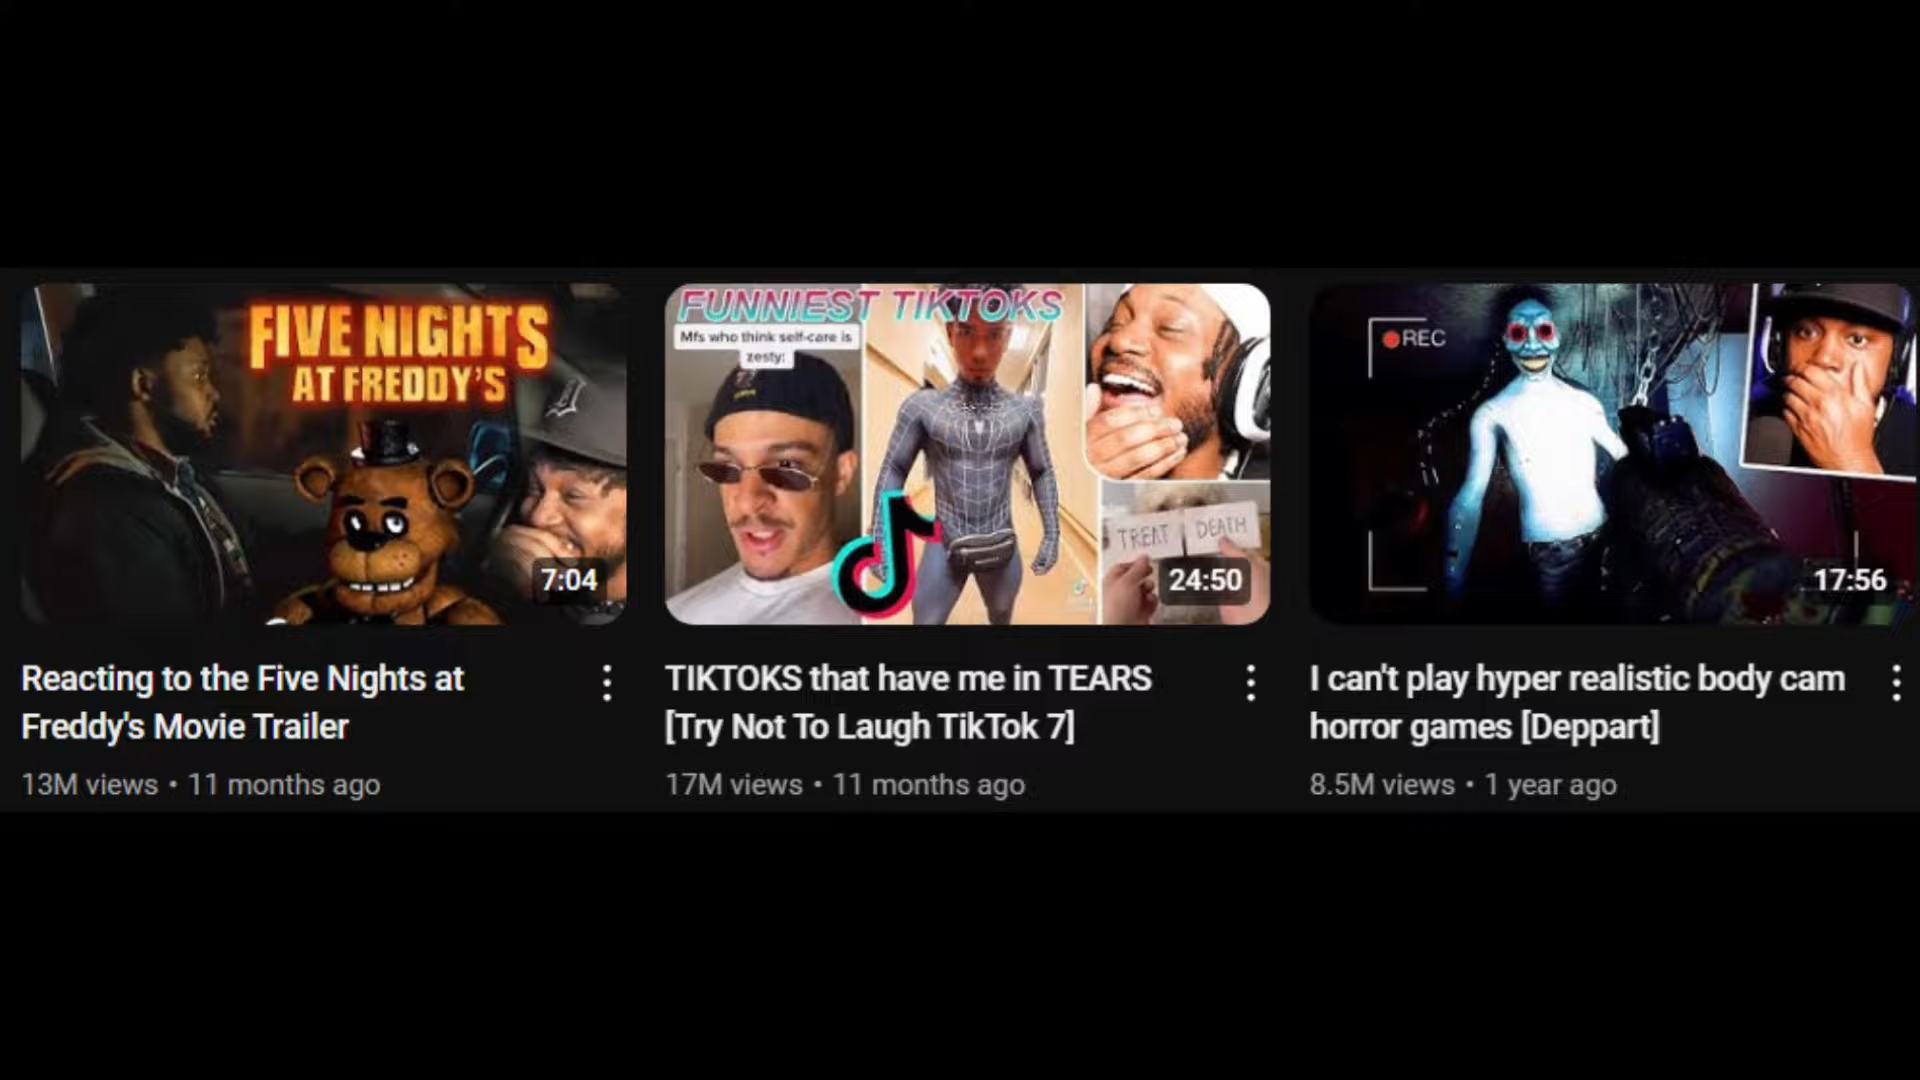 FIVE NIGHTS
AT FREDDY'S
7:04
Reacting to the Five Nights at
Freddy's Movie Trailer
13M views • 11 months ago
FUNNIEST TIKTOKS
Mfs who think self-care is
zesty:
TREAT DEATH
24:50
TIKTOKS that have me in TEARS
[Try Not To Laugh TikTok 7]
17M views • 11 months ago
REC
17:56
I can't play hyper realistic body cam
horror games [Deppart]
8.5M views • 1 year ago